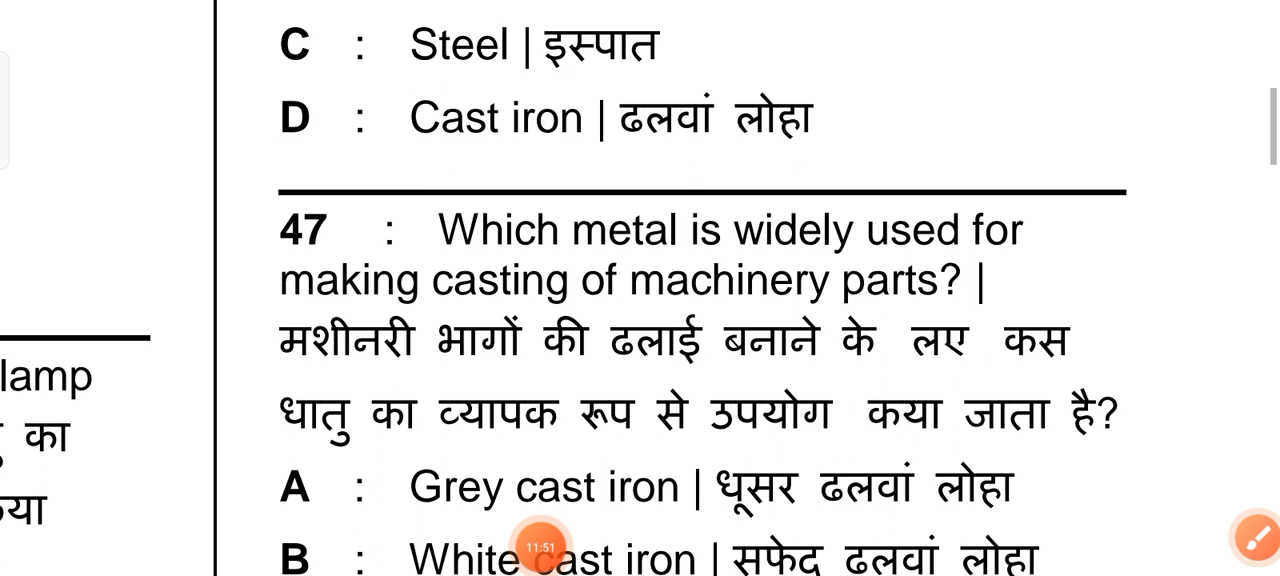 C : Steel | इस्पात
D : Cast iron | ढलवां लोहा
47 : Which metal is widely used for
making casting of machinery parts? |
मशीनरी भागों की ढलाई बनाने के लए कस
धातु का व्यापक रूप से उपयोग कया जाता है?
A : Grey cast iron | धूसर ढलवां लोहा
B : White cast iron | सफेद ढलवां लोहा
lamp
का
या
11:51